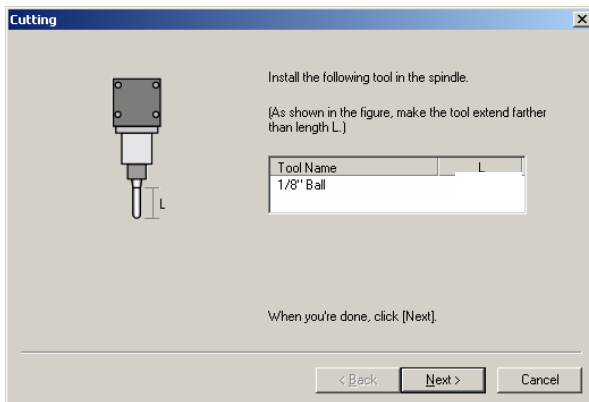 Cutting
Install the following tool in the spindle.
(As shown in the figure, make the tool extend farther
than length L.)
Tool Name L
1/8" Ball
L
When you're done, click [Next].
< Back Next > Cancel